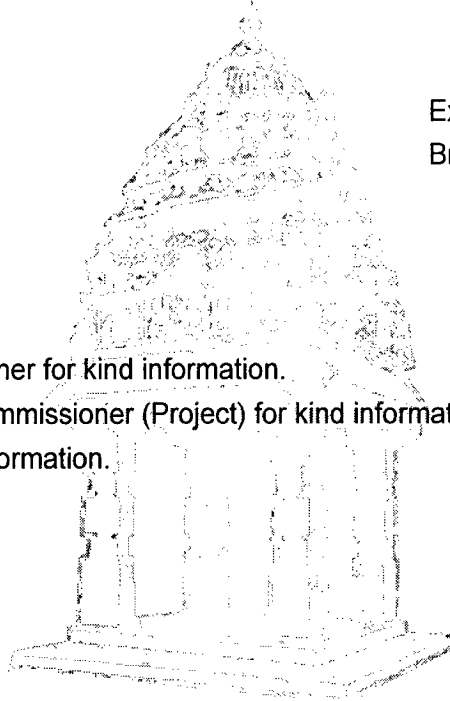 Ex
Br
ner for kind information.
mmissioner (Project) for kind informat
ormation.